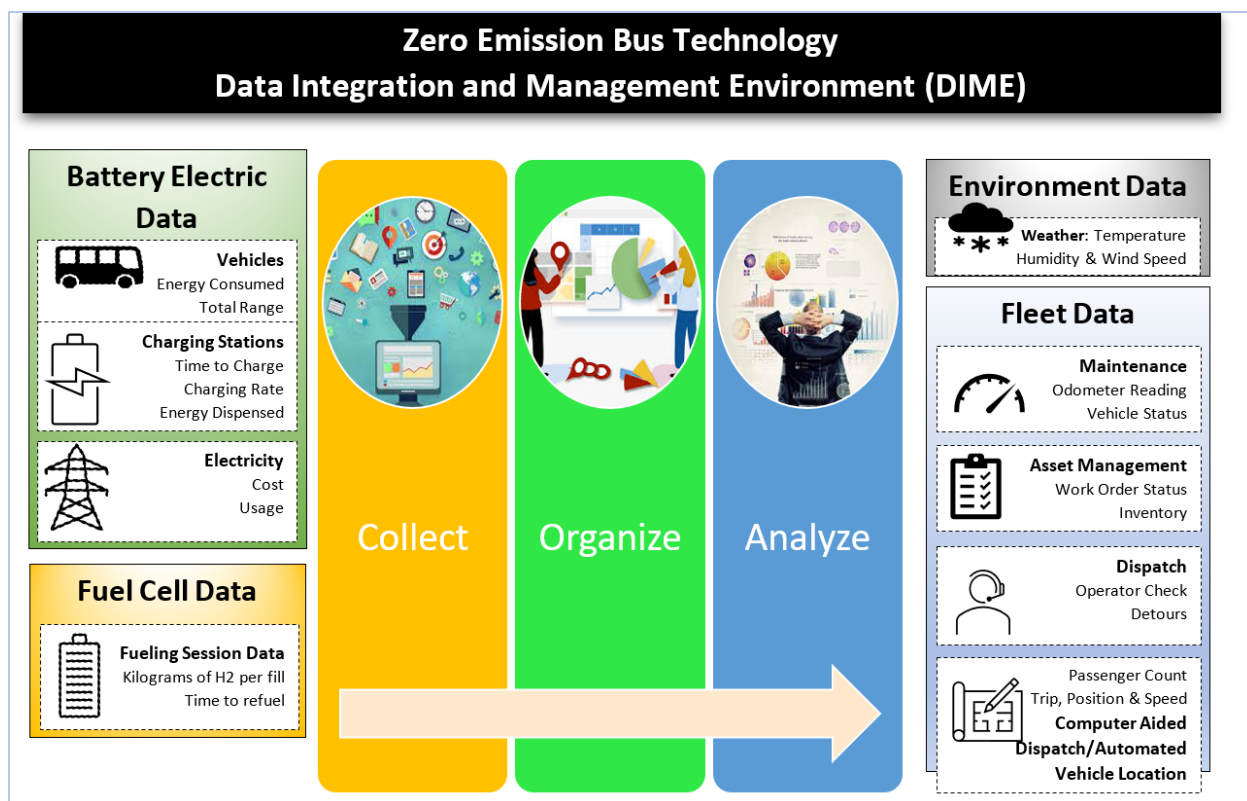 Zero Emission Bus Technology
Data Integration and Management Environment (DIME)
Battery Electric
Data
Vehicles
Energy Consumed
Total Range
Charging Stations
Time to Charge
Charging Rate
Energy Dispensed
Electricity
Cost
Usage
Fuel Cell Data
Fueling Session Data
Kilograms of H2 per fill
Time to refuel
Collect
Organize
Analyze
Environment Data
Weather: Temperature
Humidity & Wind Speed
Fleet Data
Maintenance
Odometer Reading
Vehicle Status
Asset Management
Work Order Status
Inventory
Dispatch
Operator Check
Detours
Passenger Count
Trip, Position & Speed
Computer Aided
Dispatch/Automated
Vehicle Location